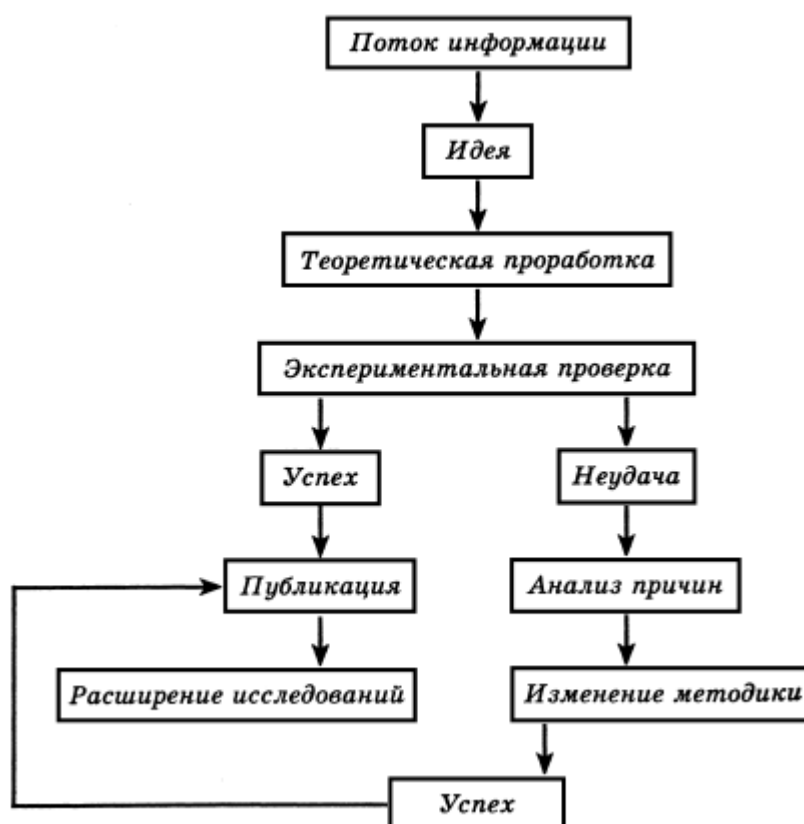 Поток информации
Идея
Теоретическая проработка
Экспериментальная проверка
Успех
Неудача
Публикация
Анализ причин
Расширение исследований
Изменение методики
Успех